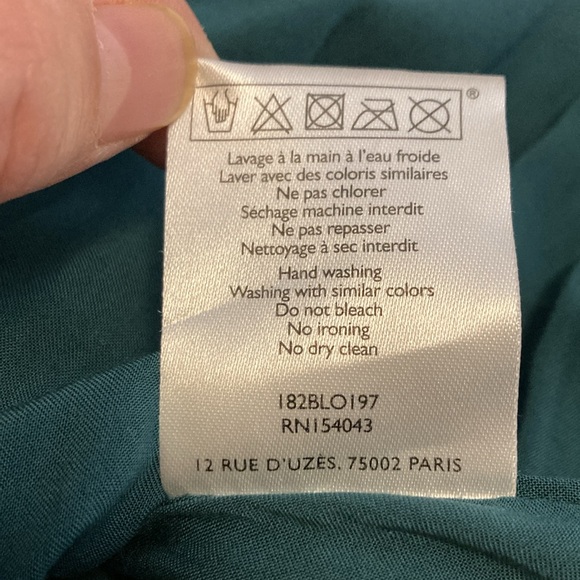 ®
Lavage à la main à l'eau froide
Laver avec des coloris similaires
Ne pas chlorer
Séchage machine interdit
Ne pas repasser
Nettoyage à sec interdit
Hand washing
Washing with similar colors
Do not bleach
No ironing
No dry clean
182BLO197
RN154043
12 RUE D'UZÈS, 75002 PARIS